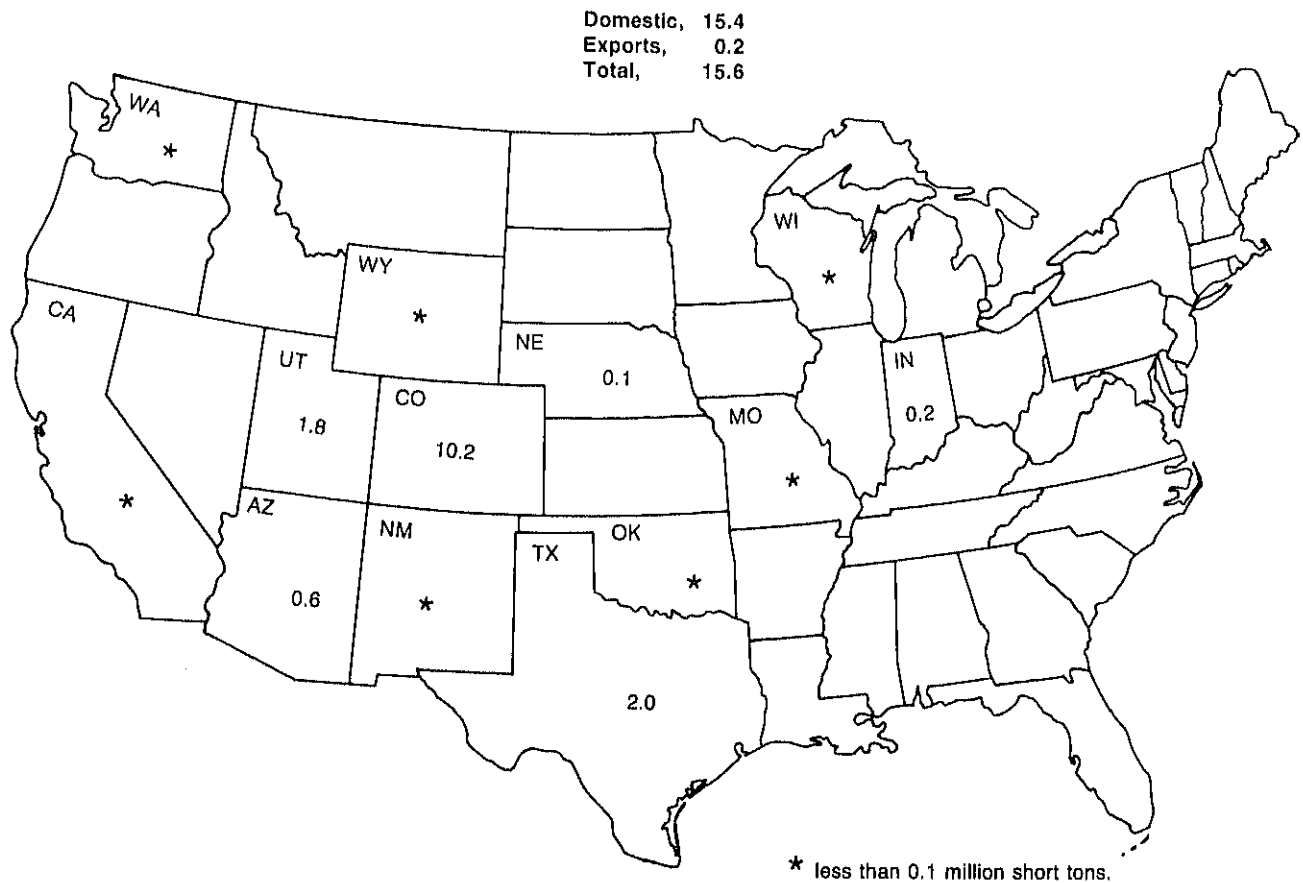 Domestic, 15.4
Exports, 0.2
Total, 15.6
WA
*
WI
*
WY
*
CA
*
NE
0.1
UT
1.8
IN
0.2
CO
10.2
MO
*
AZ
0.6
NM
*
OK
*
TX
2.0
* less than 0.1 million short tons.